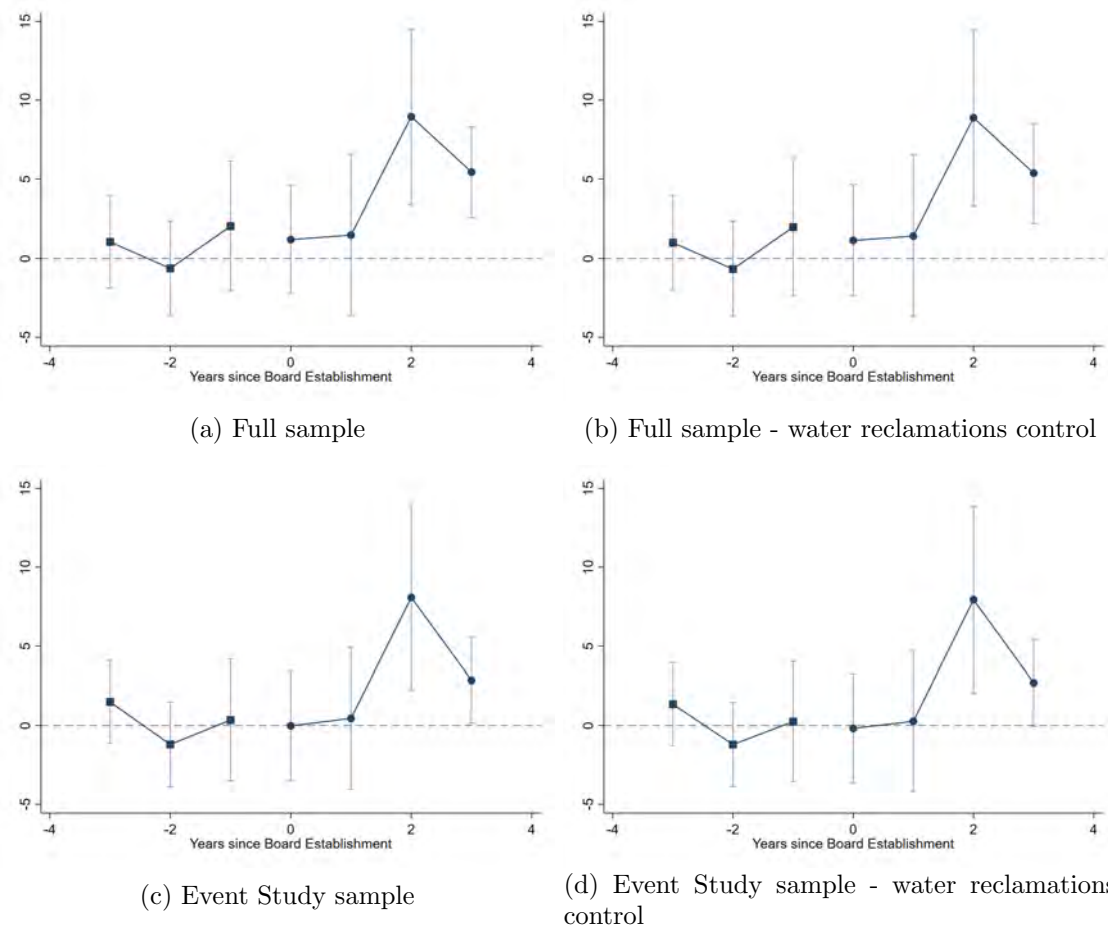 15
10
5
0
-5
-4 -2 0 2 4
Years since Board Establishment
(a) Full sample
15
10
5
0
-5
-4 -2 0 2 4
Years since Board Establishment
(b) Full sample - water reclamations control
15
10
5
0
-5
-4 -2 0 2 4
Years since Board Establishment
(c) Event Study sample
15
10
5
0
-5
-4 -2 0 2 4
Years since Board Establishment
(d) Event Study sample - water reclamations
control